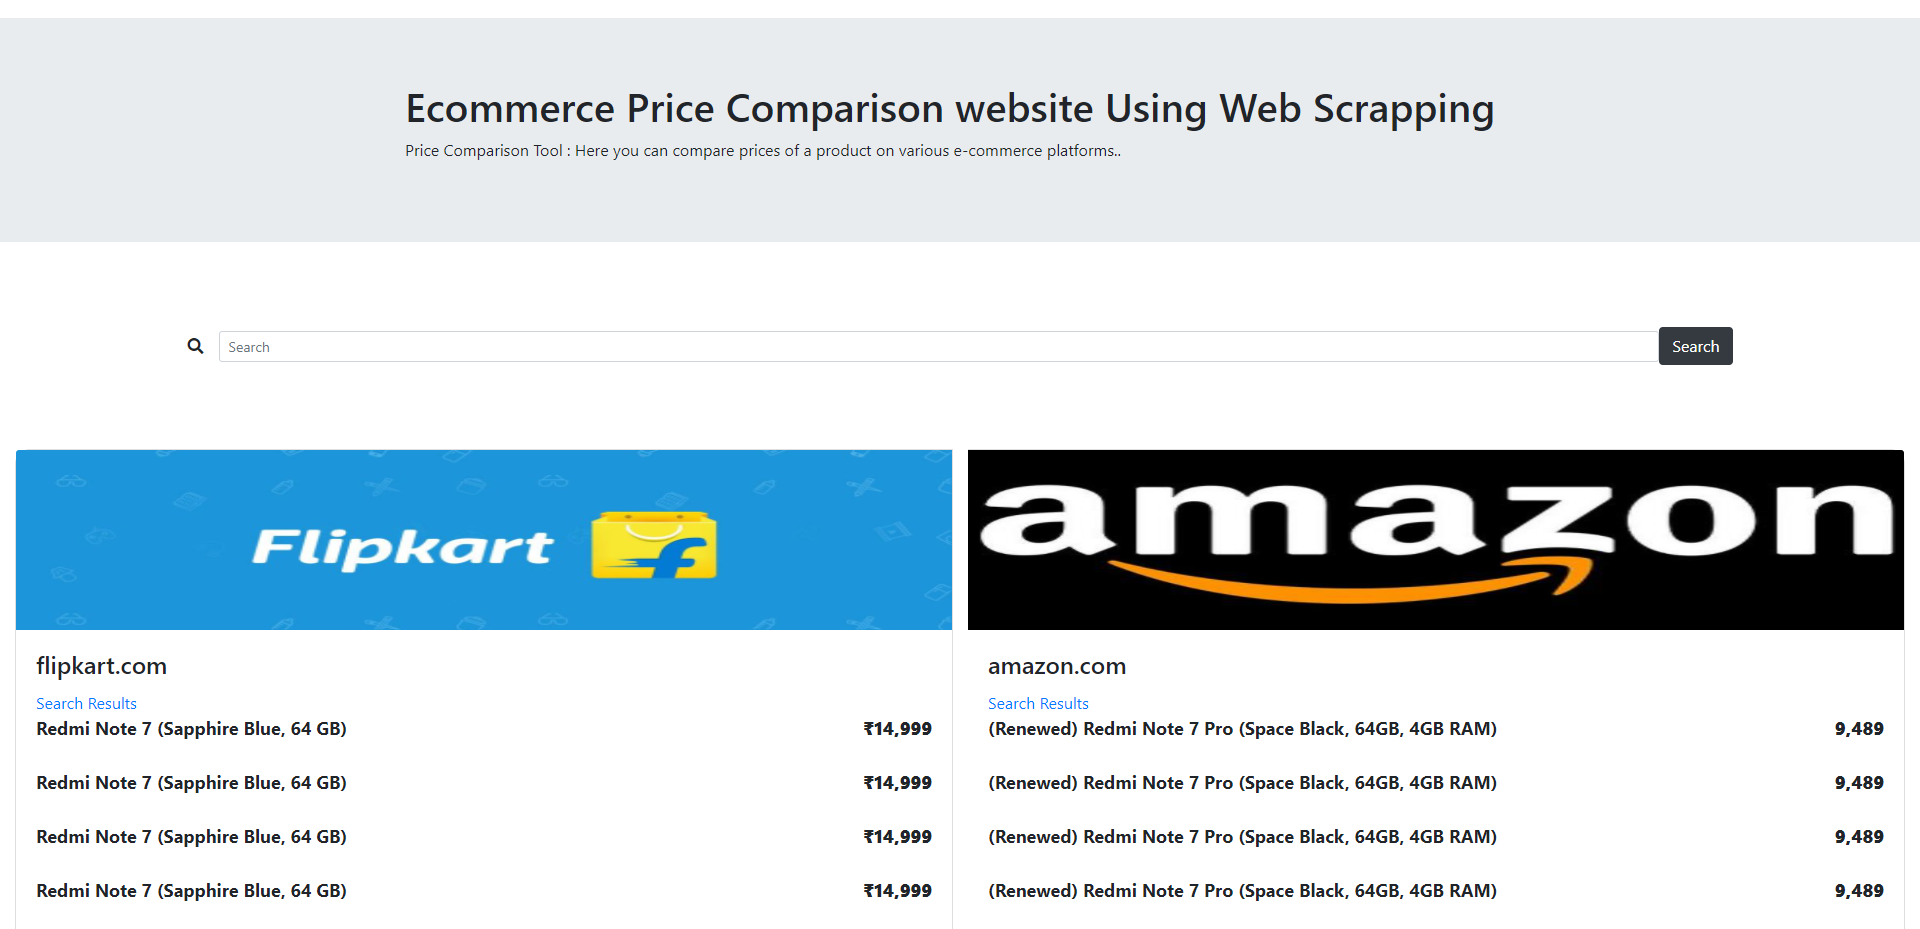 Ecommerce Price Comparison website Using Web Scrapping
Price Comparison Tool : Here you can compare prices of a product on various e-commerce platforms..
Search
Search
Flipkart
flipkart.com
Search Results
Redmi Note 7 (Sapphire Blue, 64 GB) ₹14,999
Redmi Note 7 (Sapphire Blue, 64 GB) ₹14,999
Redmi Note 7 (Sapphire Blue, 64 GB) ₹14,999
Redmi Note 7 (Sapphire Blue, 64 GB) ₹14,999
amazon
amazon.com
Search Results
(Renewed) Redmi Note 7 Pro (Space Black, 64GB, 4GB RAM) 9,489
(Renewed) Redmi Note 7 Pro (Space Black, 64GB, 4GB RAM) 9,489
(Renewed) Redmi Note 7 Pro (Space Black, 64GB, 4GB RAM) 9,489
(Renewed) Redmi Note 7 Pro (Space Black, 64GB, 4GB RAM) 9,489